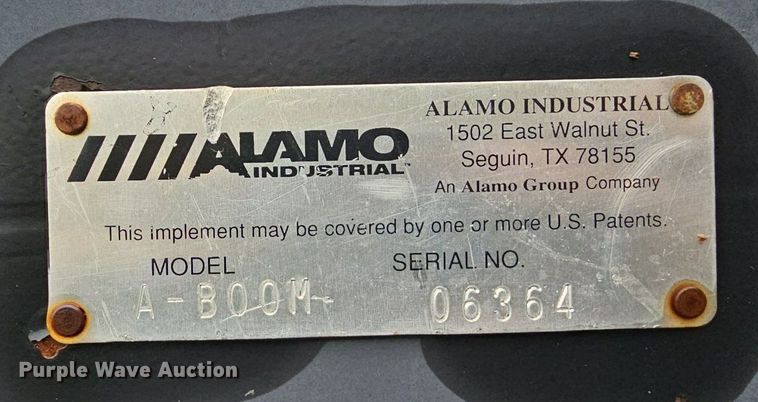 ALAMO
INDUSTRIAL™
ALAMO INDUSTRIAL
1502 East Walnut St.
Seguin, TX 78155
An Alamo Group Company
This implement may be covered by one or more U.S. Patents.
MODEL SERIAL NO.
A-BOOM- 06364
Purple Wave Auction